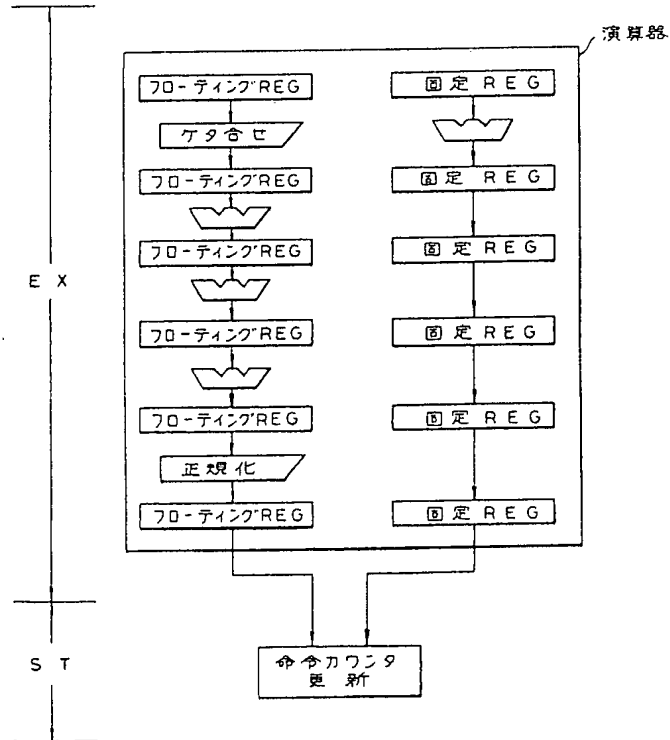 演算器
フローティングREG
固定 REG
ケタ合せ
フローティングREG
固定 REG
フローティングREG
固定 REG
EX
フローティングREG
固定 REG
フローティングREG
固定 REG
正規化
フローティングREG
固定 REG
ST
命令カウンタ
更新